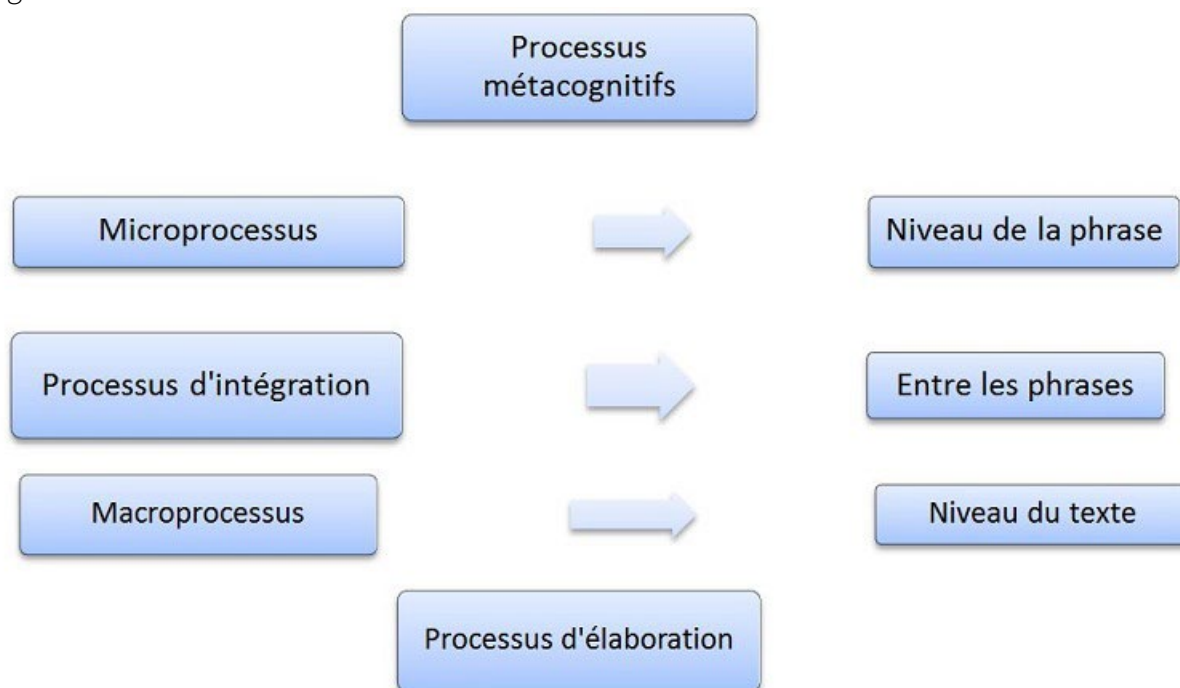 Processus
métacognitifs
Microprocessus
Niveau de la phrase
Processus d'intégration
Entre les phrases
Macroprocessus
Niveau du texte
Processus d'élaboration